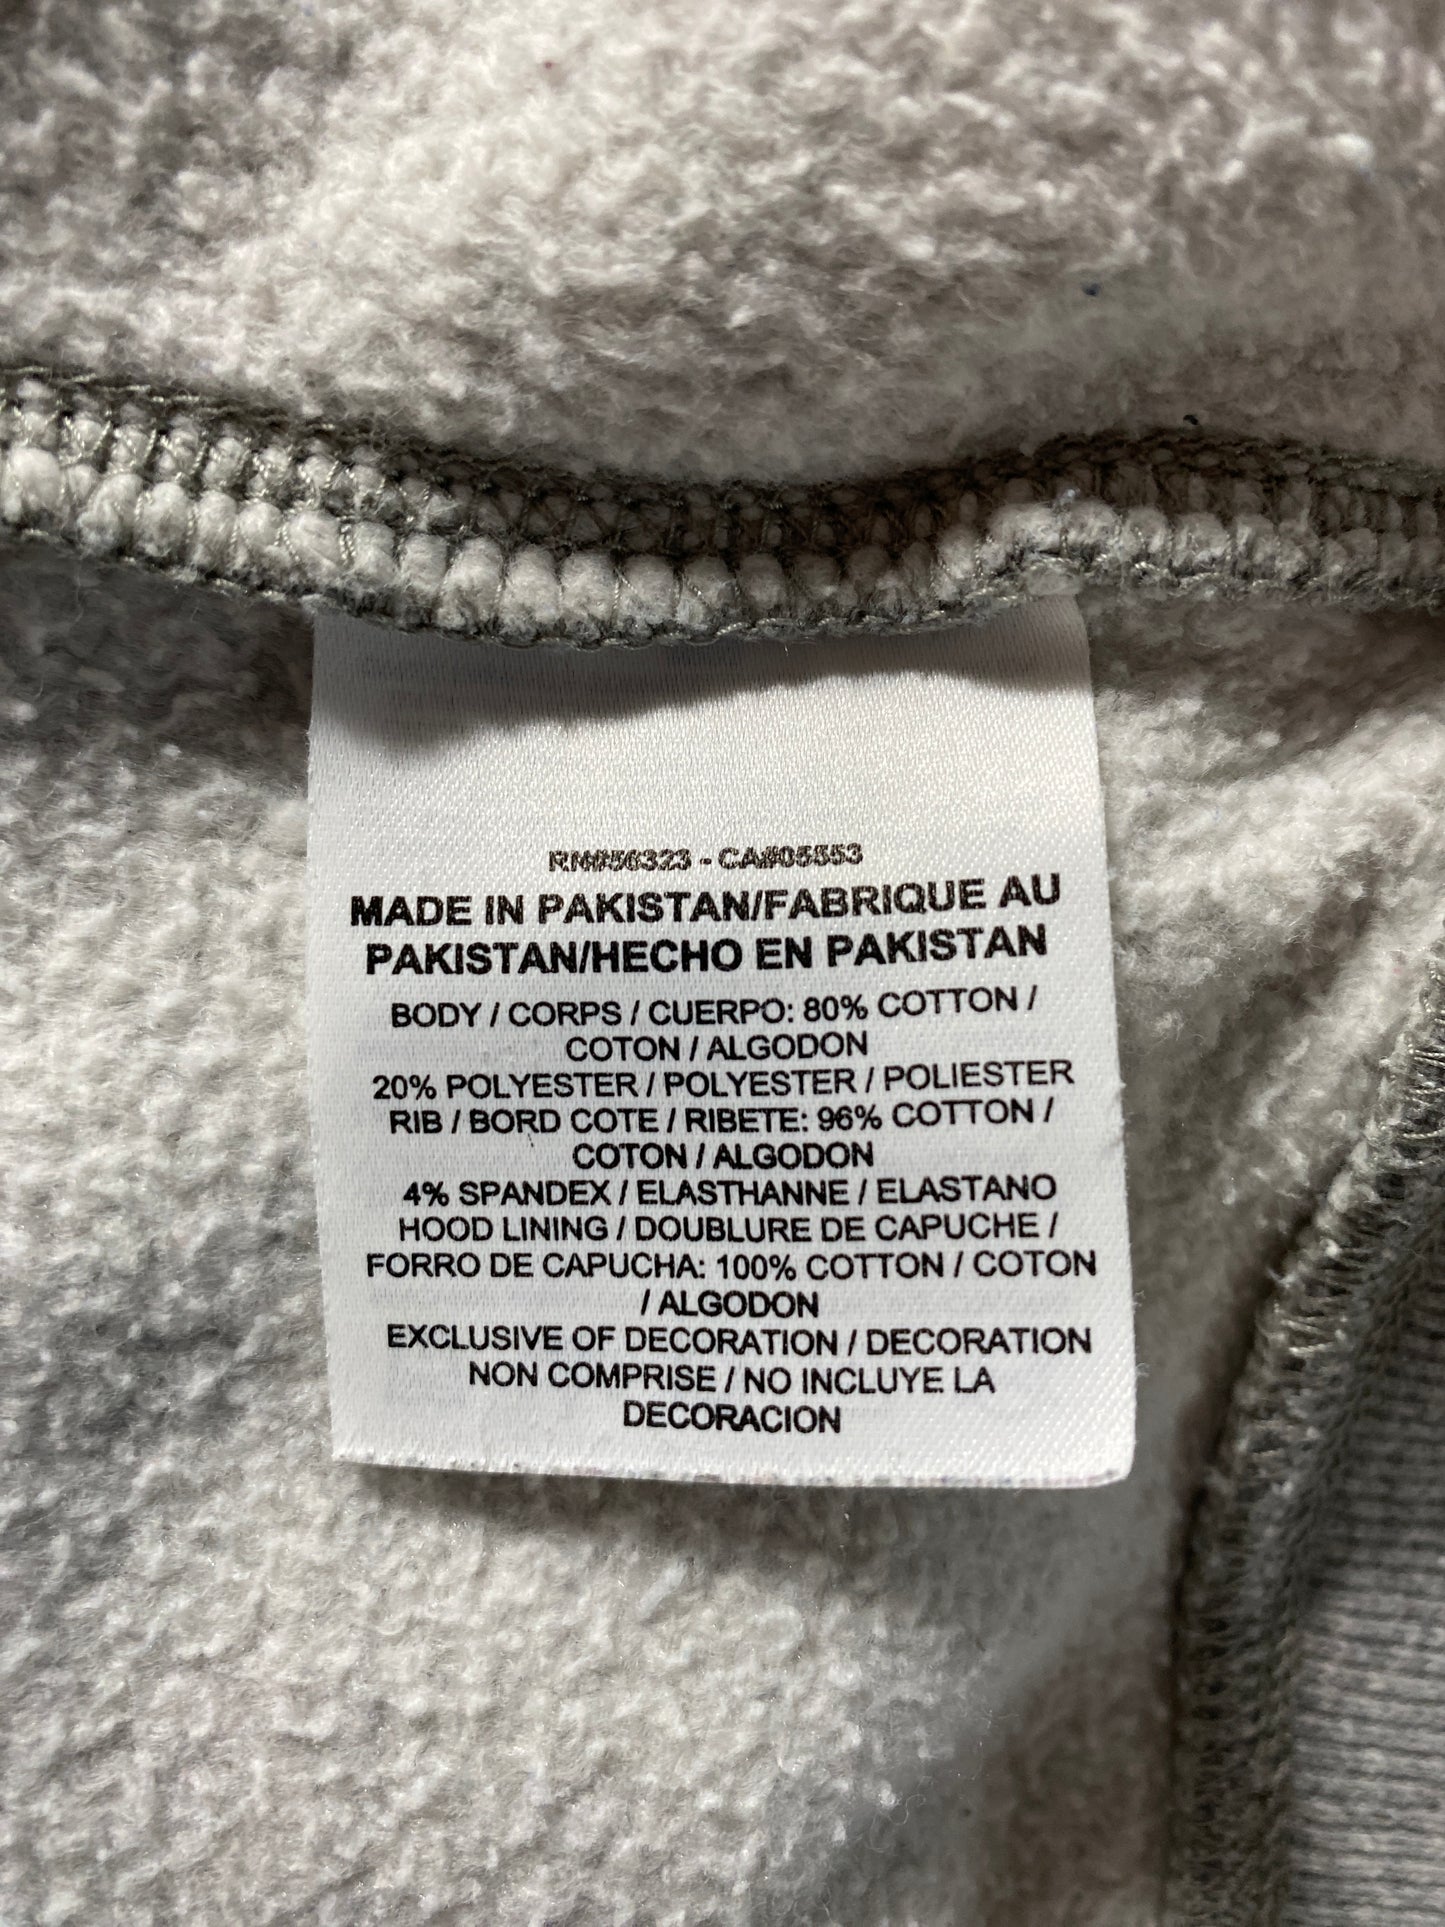 RN#56323 - CA#05553
MADE IN PAKISTAN/FABRIQUE AU
PAKISTAN/HECHO EN PAKISTAN
BODY / CORPS / CUERPO: 80% COTTON /
COTON / ALGODON
20% POLYESTER / POLYESTER / POLIESTER
RIB / BORD COTE / RIBETE: 96% COTTON /
COTON / ALGODON
4% SPANDEX / ELASTHANNE / ELASTANO
HOOD LINING / DOUBLURE DE CAPUCHE /
FORRO DE CAPUCHA: 100% COTTON / COTON
/ ALGODON
EXCLUSIVE OF DECORATION / DECORATION
NON COMPRISE / NO INCLUYE LA
DECORACION